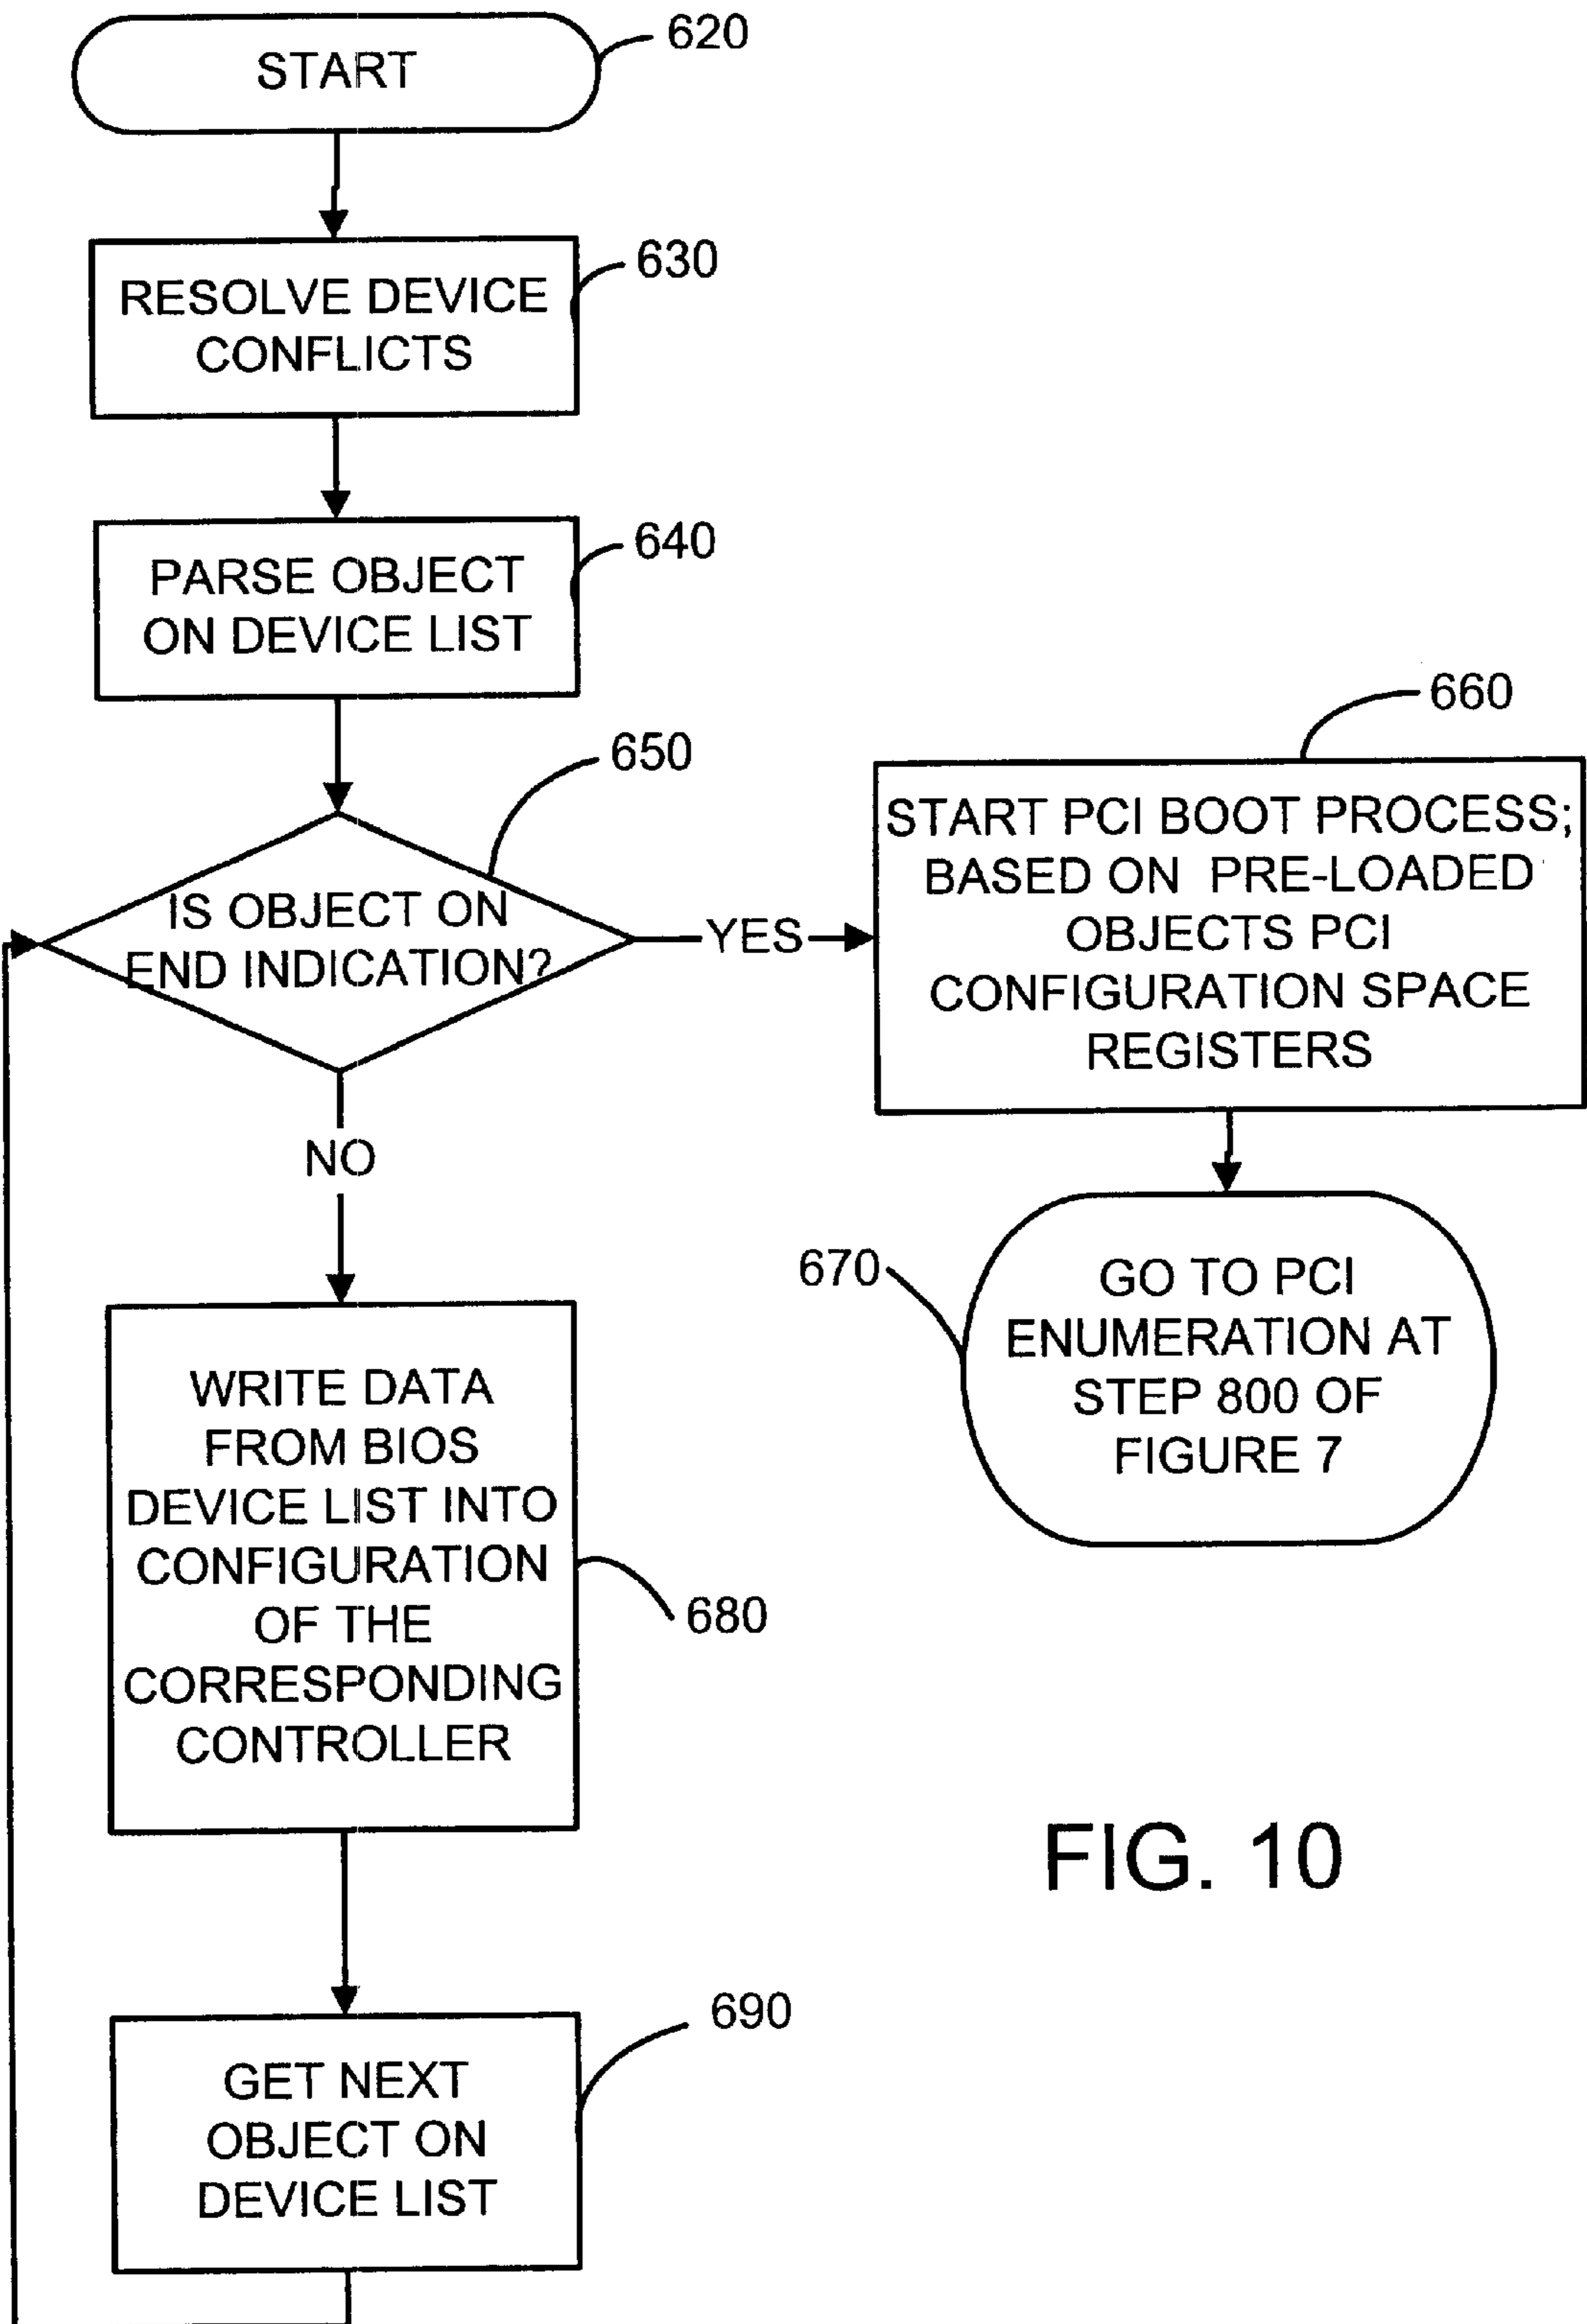 START
620
RESOLVE DEVICE
CONFLICTS
630
PARSE OBJECT
ON DEVICE LIST
640
IS OBJECT ON
END INDICATION?
650
YES
NO
START PCI BOOT PROCESS;
BASED ON PRE-LOADED
OBJECTS PCI
CONFIGURATION SPACE
REGISTERS
660
GO TO PCI
ENUMERATION AT
STEP 800 OF
FIGURE 7
670
WRITE DATA
FROM BIOS
DEVICE LIST INTO
CONFIGURATION
OF THE
CORRESPONDING
CONTROLLER
680
GET NEXT
OBJECT ON
DEVICE LIST
690
FIG. 10